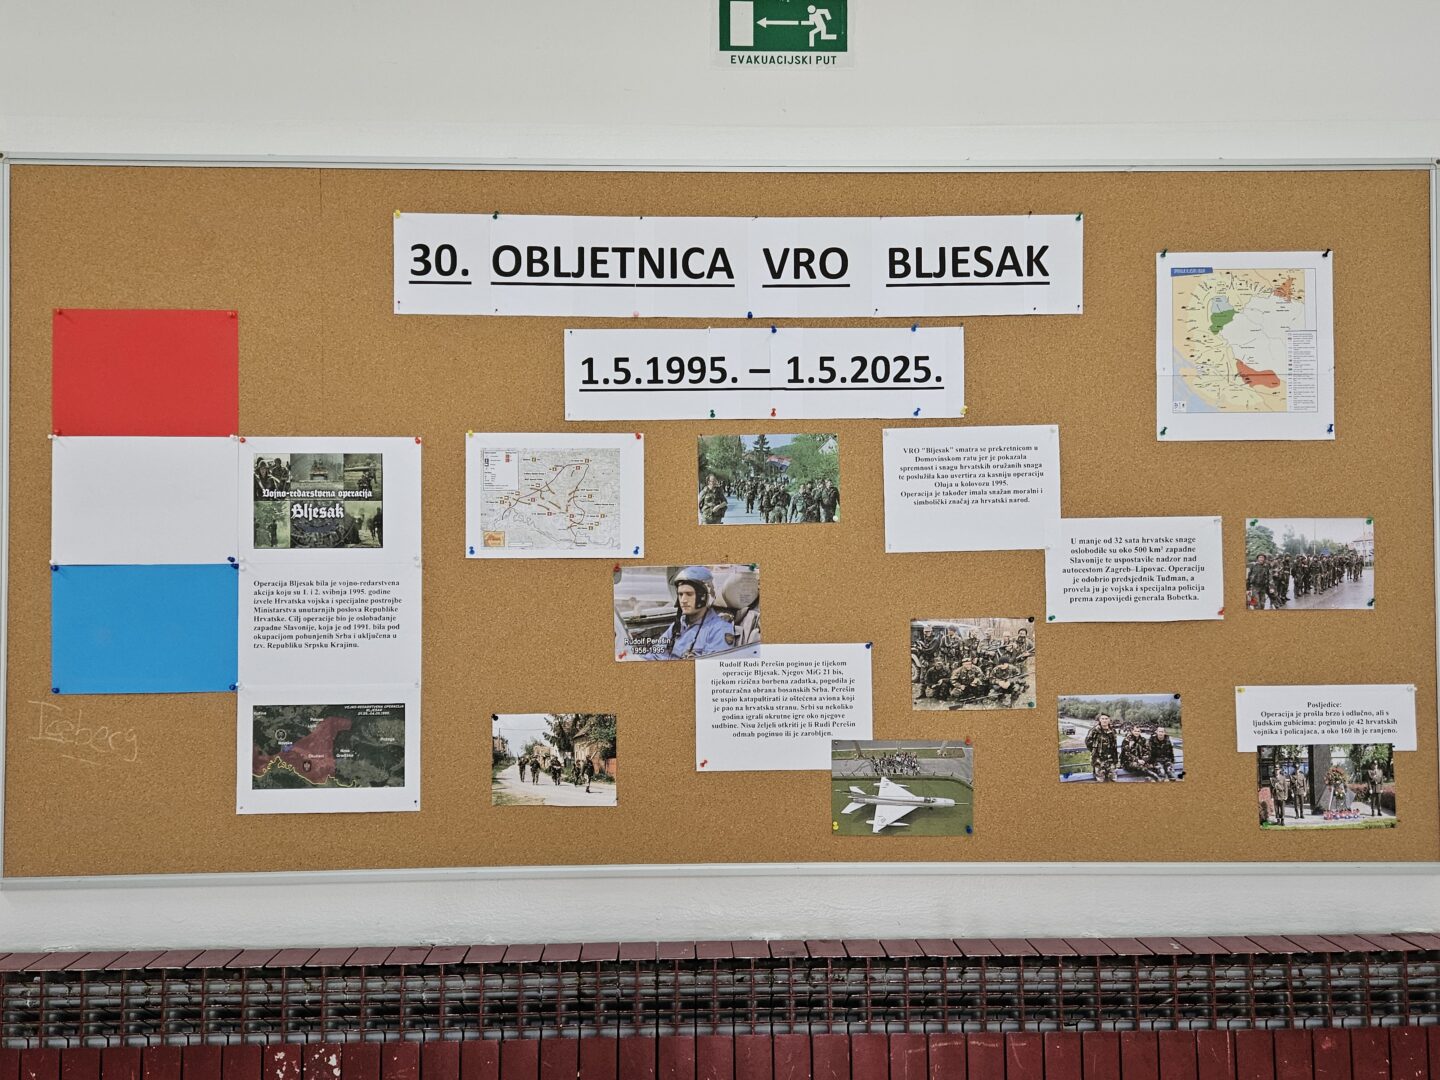 EVAKUACIJSKI PUT
30. OBLJETNICA VRO BLJESAK
1.5.1995. – 1.5.2025.
Vojno-redarstvena operacija
Bljesak
Operacija Bljesak bila je vojno-redarstvena
akcija koju su 1. i 2. svibnja 1995. godine
izvele Hrvatska vojska i specijalne postrojbe
Ministarstva unutarnjih poslova Republike
Hrvatske. Cilj operacije bio je oslobađanje
zapadne Slavonije, koja je od 1991. bila pod
okupacijom pobunjenih Srba i uključena u
tzv. Republiku Srpsku Krajinu.
VOJNO-REDARSTVENA OPERACIJA
BLJESAK
Rudolf Perešin
1958-1995
Rudolf Rudi Perešin poginuo je tijekom
operacije Bljesak. Njegov MiG 21 bis,
tijekom rizična borbena zadatka, pogodila je
protuzračna obrana bosanskih Srba. Perešin
se uspio katapultirati iz oštećena aviona koji
je pao na hrvatsku stranu. Srbi su nekoliko
godina igrali okrutne igre oko njegove
sudbine. Nisu željeli otkriti je li Rudi Perešin
odmah poginuo ili je zarobljen.
VRO "Bljesak" smatra se prekretnicom u
Domovinskom ratu jer je pokazala
spremnost i snagu hrvatskih oružanih snaga
te poslužila kao uvertira za kasniju operaciju
Oluja u kolovozu 1995.
Operacija je također imala snažan moralni i
simbolički značaj za hrvatski narod.
U manje od 32 sata hrvatske snage
oslobodile su oko 500 km² zapadne
Slavonije te uspostavile nadzor nad
autocestom Zagreb–Lipovac. Operaciju
je odobrio predsjednik Tuđman, a
provela ju je vojska i specijalna policija
prema zapovijedi generala Bobetka.
Posljedice:
Operacija je prošla brzo i odlučno, ali s
ljudskim gubicima: poginulo je 42 hrvatskih
vojnika i policajaca, a oko 160 ih je ranjeno.